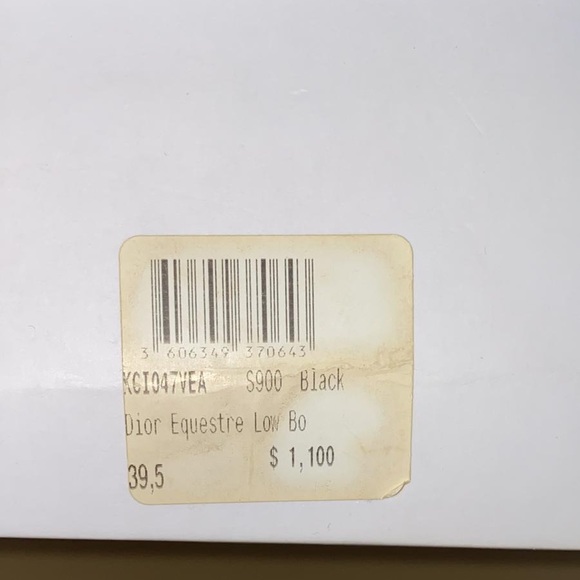 3 606349 370643
KCI047VEA S900 Black
Dior Equestre Low Bo
$ 1,100
39,5